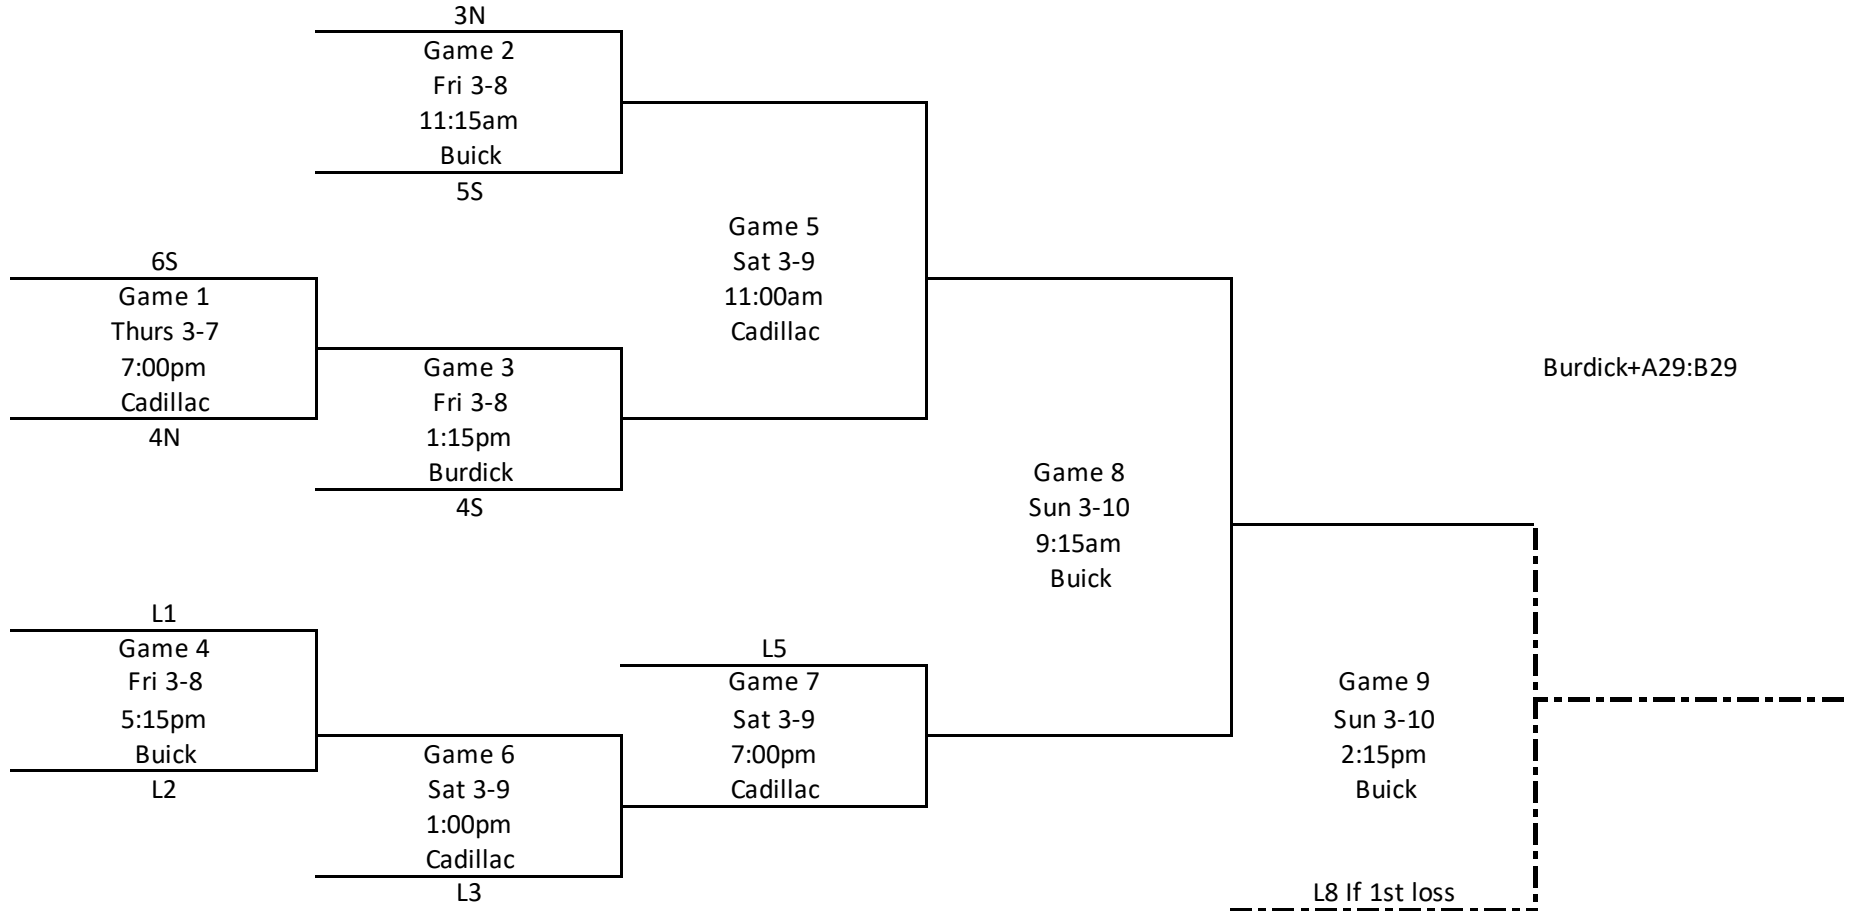 3N
Game 2
Fri 3-8
11:15am
Buick
5S
Game 5
Sat 3-9
11:00am
Cadillac
6S
Game 1
Thurs 3-7
7:00pm
Cadillac
4N
Game 3
Fri 3-8
1:15pm
Burdick
4S
Burdick+A29:B29
Game 8
Sun 3-10
9:15am
Buick
L1
Game 4
Fri 3-8
5:15pm
Buick
L2
L5
Game 7
Sat 3-9
7:00pm
Cadillac
Game 6
Sat 3-9
1:00pm
Cadillac
L3
Game 9
Sun 3-10
2:15pm
Buick
L8 If 1st loss